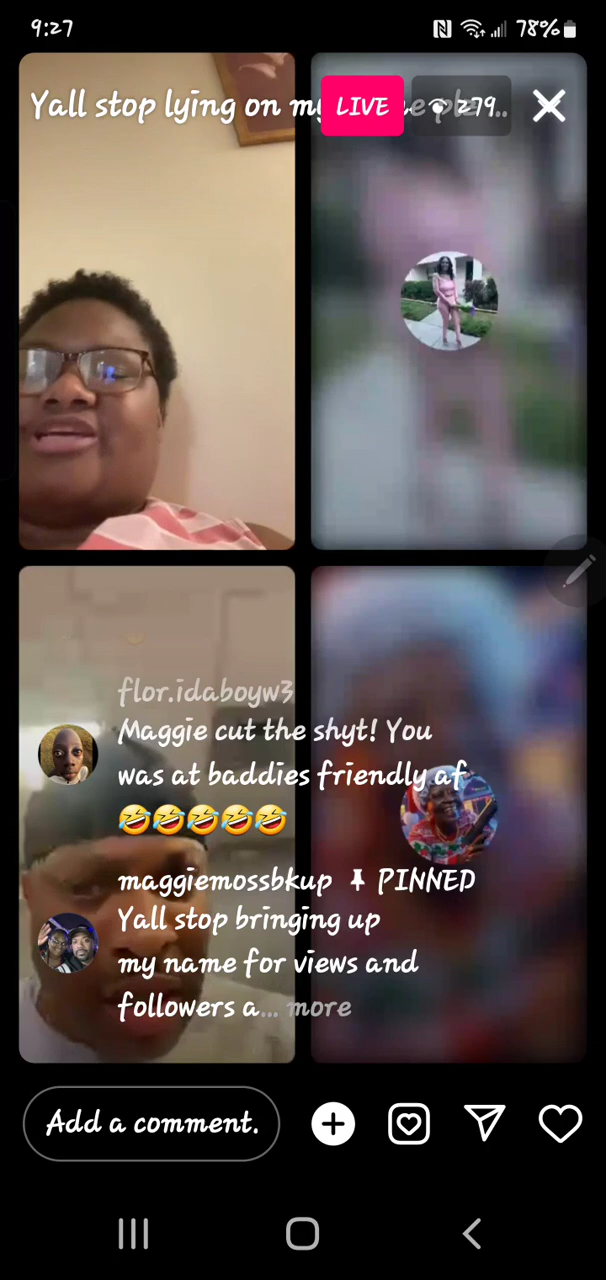 9:27
78%
Yall stop lying on my
LIVE
279..
flor.idaboyw3
Maggie cut the shyt! You
was at baddies friendly af
🤣🤣🤣🤣🤣
maggiemossbkup PINNED
Yall stop bringing up
my name for views and
followers a... more
Add a comment.